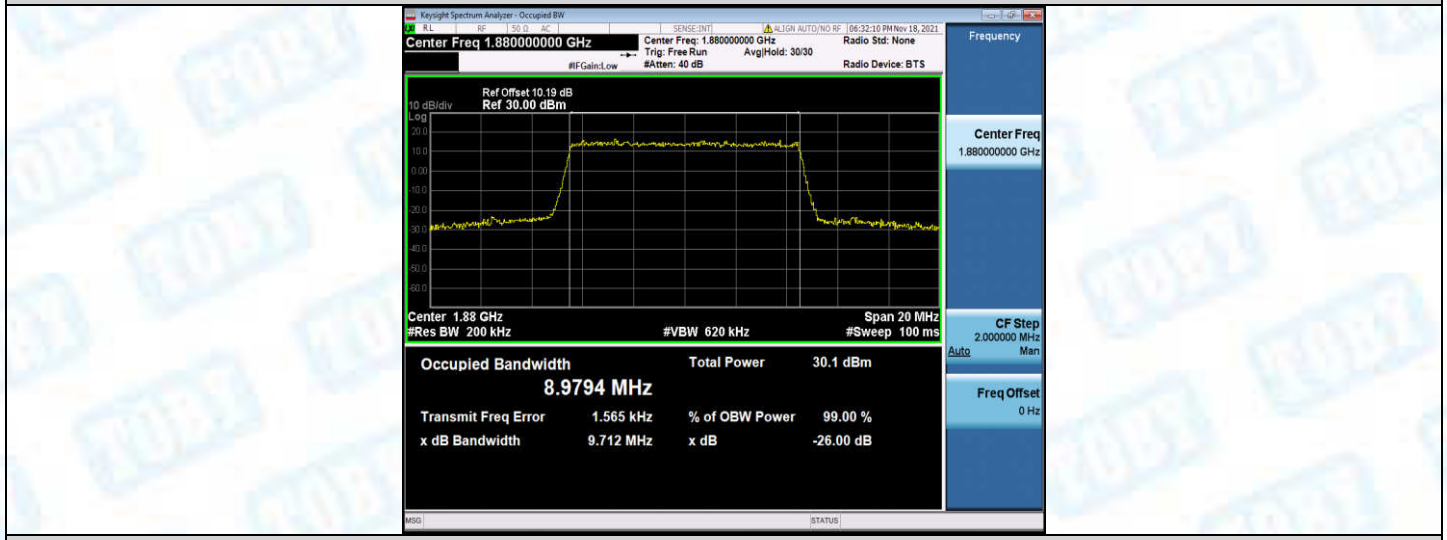 Keysight Spectrum Analyzer - Occupied BW
RL RF 50 Ω AC SENSE:INT ALIGN AUTO/NO RF 06:32:10 PM Nov 18, 2021
Center Freq 1.880000000 GHz
Center Freq: 1.880000000 GHz Radio Std: None
Trig: Free Run Avg|Hold: 30/30
#IFGain:Low #Atten: 40 dB Radio Device: BTS
Ref Offset 10.19 dB
10 dB/div Ref 30.00 dBm
Log
20.0
10.0
0.00
-10.0
-20.0
-30.0
-40.0
-50.0
-60.0
Center 1.88 GHz Span 20 MHz
#Res BW 200 kHz #VBW 620 kHz #Sweep 100 ms
Occupied Bandwidth Total Power 30.1 dBm
8.9794 MHz
Transmit Freq Error 1.565 kHz % of OBW Power 99.00 %
x dB Bandwidth 9.712 MHz x dB -26.00 dB
MSG STATUS
Frequency
Center Freq
1.880000000 GHz
CF Step
2.000000 MHz
Auto Man
Freq Offset
0 Hz